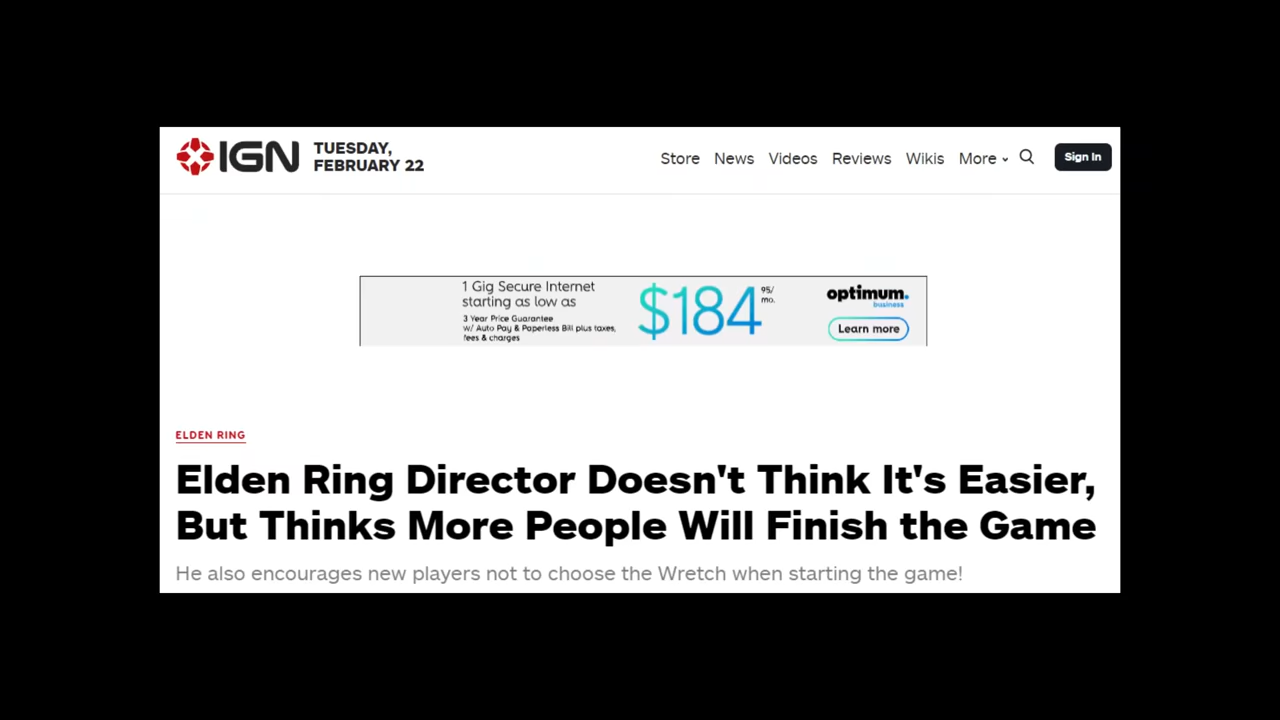 IGN
TUESDAY,
FEBRUARY 22
Store News Videos Reviews Wikis More Sign In
1 Gig Secure Internet
starting as low as
3 Year Price Guarantee
w/ Auto Pay & Paperless Bill plus taxes,
fees & charges
$184 95/
mo.
optimum.
business
Learn more
ELDEN RING
Elden Ring Director Doesn't Think It's Easier,
But Thinks More People Will Finish the Game
He also encourages new players not to choose the Wretch when starting the game!